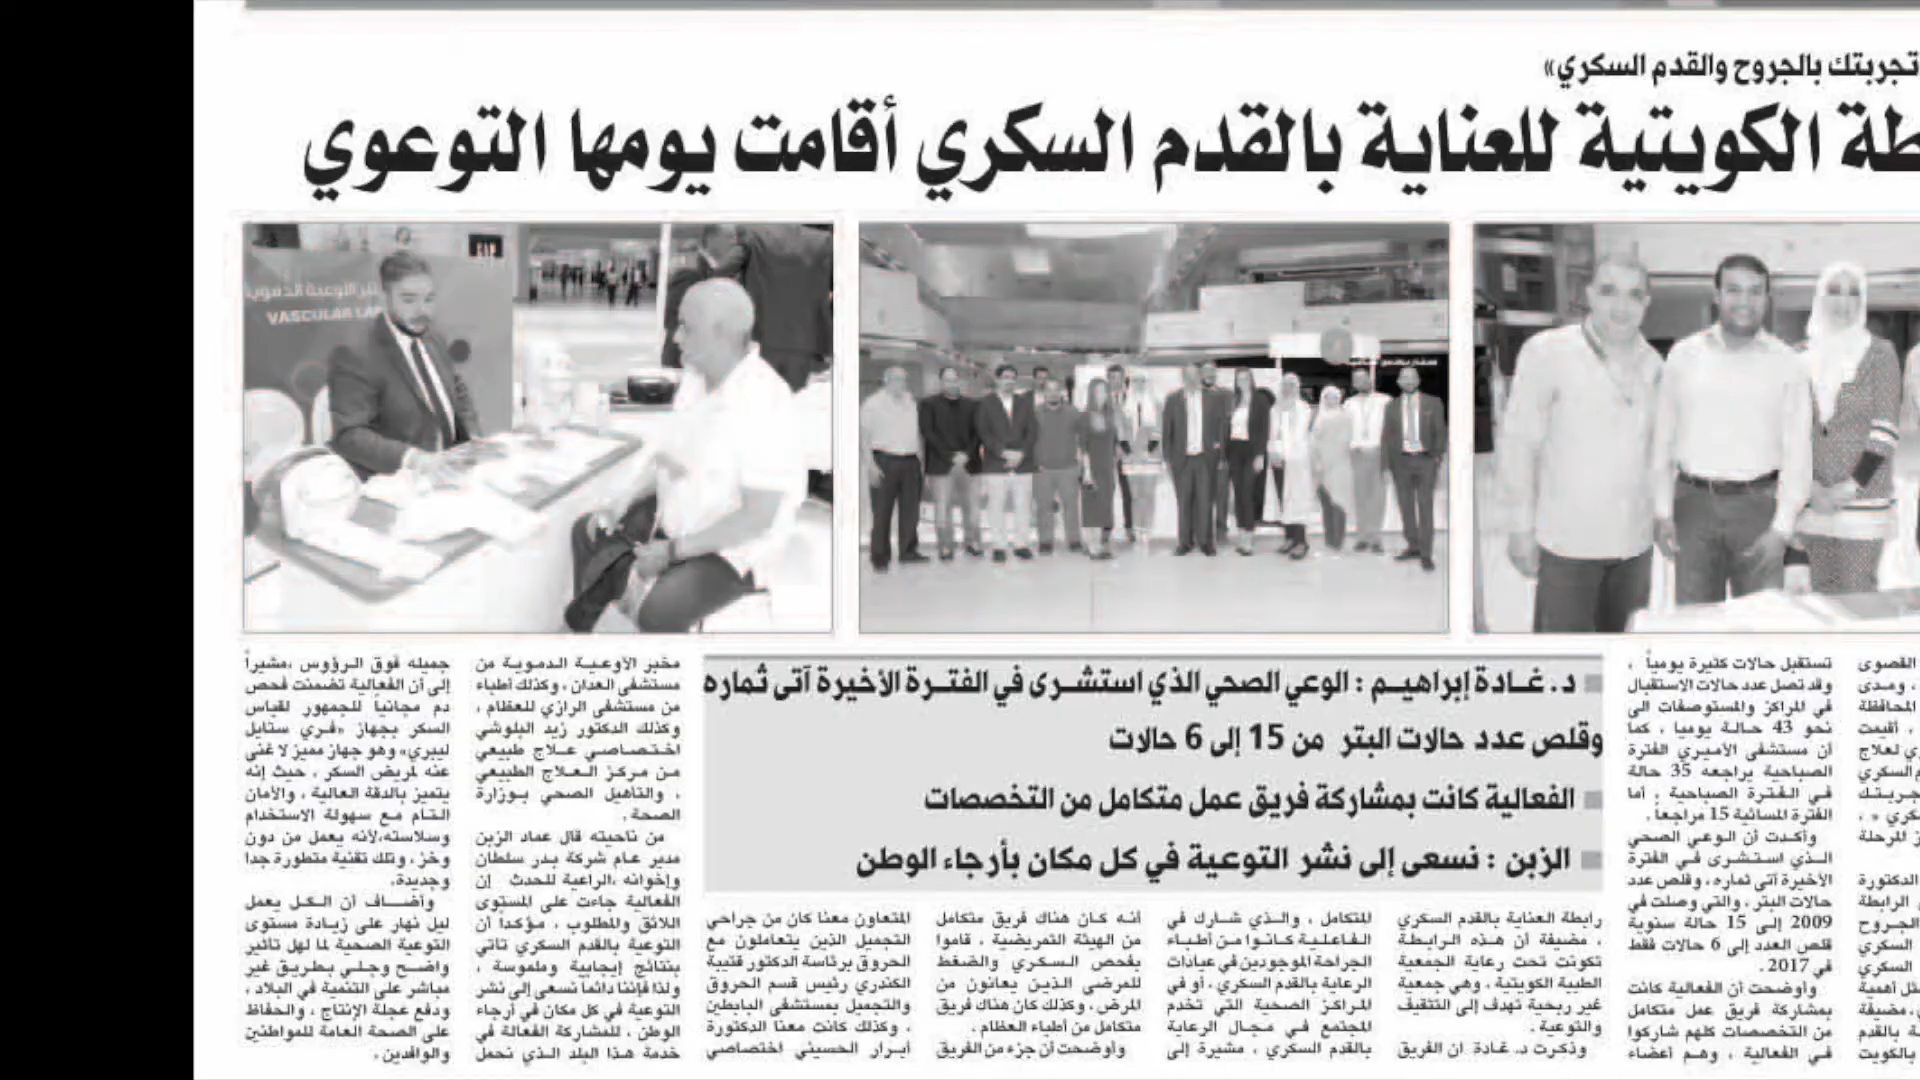 تجربتك بالجروح والقدم السكري»
الكويتية للعناية بالقدم السكري أقامت يومها التوعوي
VASCULAR LAB
القصوى
، ومدى
المحافظة
، أقيمت
تستقبل حالات كثيرة يومياً ،
وقد تصل عدد حالات الاستقبال
في المراكز والمستوصفات الى
نحو 43 حالة يوميا ، كما
أن مستشفى الأميري الفترة
الصباحية يراجعه 35 حالة
في الفترة الصباحية ، أما
الفترة المسائية 15 مراجعاً.
وأكدت أن الوعي الصحي
الذي استشرى في الفترة
الأخيرة آتى ثماره ، وقلص عدد
حالات البتر ، والتي وصلت في
2009 إلى 15 حالة سنوية
قلص العدد إلى 6 حالات فقط
في 2017 .
وأوضحت أن الفعالية كانت
بمشاركة فريق عمل متكامل
من التخصصات كلهم شاركوا
في الفعالية ، وهم أعضاء
د. غادة إبراهيم : الوعي الصحي الذي استشرى في الفترة الأخيرة آتى ثماره
وقلص عدد حالات البتر من 15 إلى 6 حالات
الفعالية كانت بمشاركة فريق عمل متكامل من التخصصات
الزبن : نسعى إلى نشر التوعية في كل مكان بأرجاء الوطن
رابطة العناية بالقدم السكري
، مضيفة أن هذه الرابطة
تكونت تحت رعاية الجمعية
الطبية الكويتية ، وهي جمعية
غير ربحية تهدف إلى التثقيف
والتوعية .
وذكرت د. غادة ان الفريق
المتكامل ، والذي شارك في
الفاعلية كانوا من أطباء
الجراحة الموجودين في عيادات
الرعاية بالقدم السكري ، أو في
المراكز الصحية التي تخدم
المجتمع في مجال الرعاية
بالقدم السكري ، مشيرة إلى
أنه كان هناك فريق متكامل
من الهيئة التمريضية ، قاموا
بفحص السكري والضغط
للمرضى الذين يعانون من
المرض ، وكذلك كان هناك فريق
متكامل من أطباء العظام .
وأوضحت أن جزء من الفريق
المتعاون معنا كان من جراحي
التجميل الذين يتعاملون مع
الحروق برئاسة الدكتور قتيبة
الكندري رئيس قسم الحروق
والتجميل بمستشفى البابطين
، وكذلك كانت معنا الدكتورة
أبرار الحسيني اختصاصي
مختبر الأوعية الدموية من
مستشفى العدان ، وكذلك أطباء
من مستشفى الرازي للعظام ،
وكذلك الدكتور زيد البلوشي
اختصاصي علاج طبيعي
من مركز العلاج الطبيعي
، والتأهيل الصحي بوزارة
الصحة .
من ناحيته قال عماد الزبن
مدير عام شركة بدر سلطان
وإخوانه ،الراعية للحدث إن
الفعالية جاءت على المستوى
اللائق والمطلوب ، مؤكدا أن
التوعية بالقدم السكري تاتي
بنتائج إيجابية وملموسة ،
ولذا فإننا دائماً نسعى إلى نشر
التوعية في كل مكان في أرجاء
الوطن ، للمشاركة الفعالة في
خدمة هذا البلد الذي نحمل
جميله فوق الرؤوس ،مشيراً
إلى أن الفعالية تضمنت فحص
دم مجانياً للجمهور لقياس
السكر بجهاز «فري ستايل
ليبري» وهو جهاز مميز لا غنى
عنه لمريض السكر ، حيث إنه
يتميز بالدقة العالية ، والأمان
التام مع سهولة الاستخدام
وسلاسته،لأنه يعمل من دون
وخز ، وتلك تقنية متطورة جدا
وجديدة.
وأضاف أن الكل يعمل
ليل نهار على زيادة مستوى
التوعية الصحية لما لهل تأثير
واضح وجلي بطريق غير
مباشر على التنمية في البلاد ،
ودفع عجلة الإنتاج ، والحفاظ
على الصحة العامة للمواطنين
والوافدين .